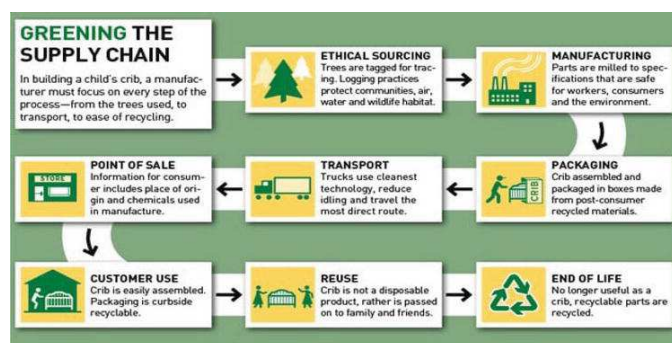 GREENING THE
SUPPLY CHAIN
In building a child's crib, a manufac-
turer must focus on every step of the
process—from the trees used, to
transport, to ease of recycling.
ETHICAL SOURCING
Trees are tagged for trac-
ing. Logging practices
protect communities, air,
water and wildlife habitat.
MANUFACTURING
Parts are milled to spec-
ifications that are safe
for workers, consumers
and the environment.
POINT OF SALE
STORE
Information for consum-
er includes place of ori-
gin and chemicals used
in manufacture.
TRANSPORT
Trucks use cleanest
technology, reduce
idling and travel the
most direct route.
PACKAGING
CRIB
Crib assembled and
packaged in boxes made
from post-consumer
recycled materials.
CUSTOMER USE
Crib is easily assembled.
Packaging is curbside
recyclable.
REUSE
Crib is not a disposable
product, rather is passed
on to family and friends.
END OF LIFE
No longer useful as a
crib, recyclable parts are
recycled.